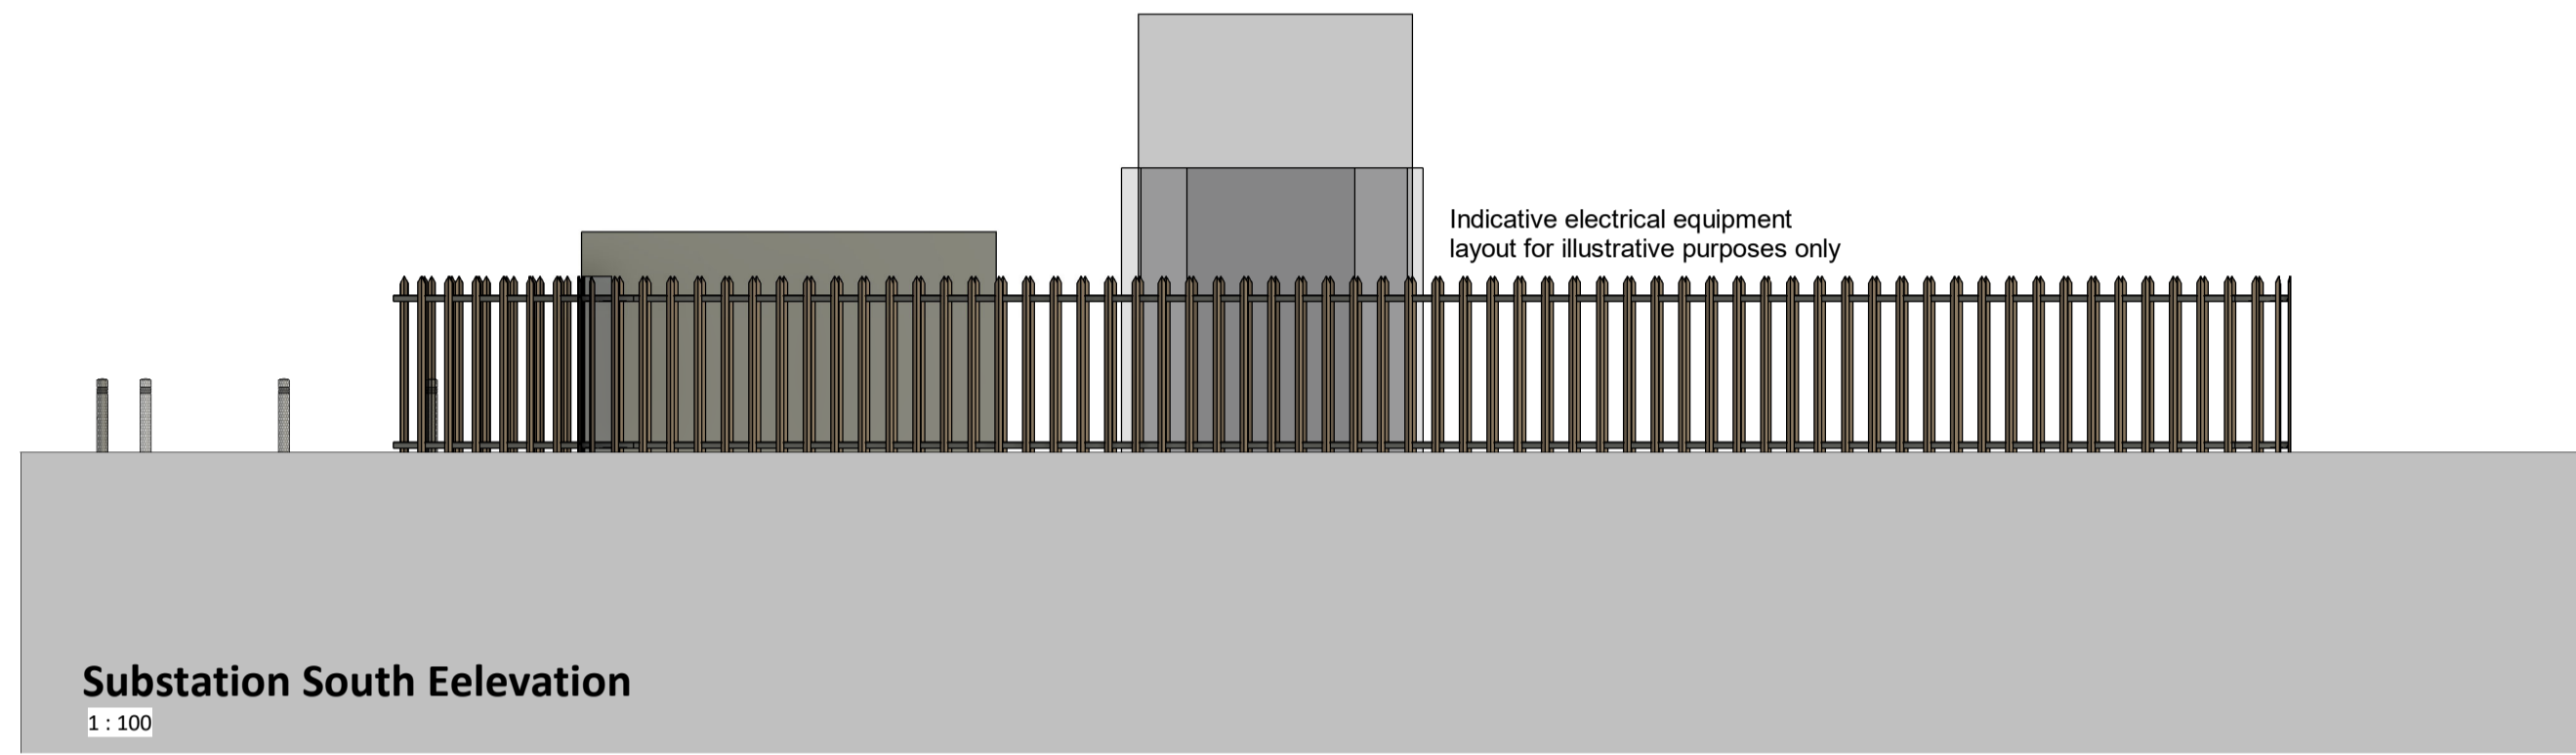 Indicative electrical equipment
layout for illustrative purposes only
Substation South Eelevation
1 : 100